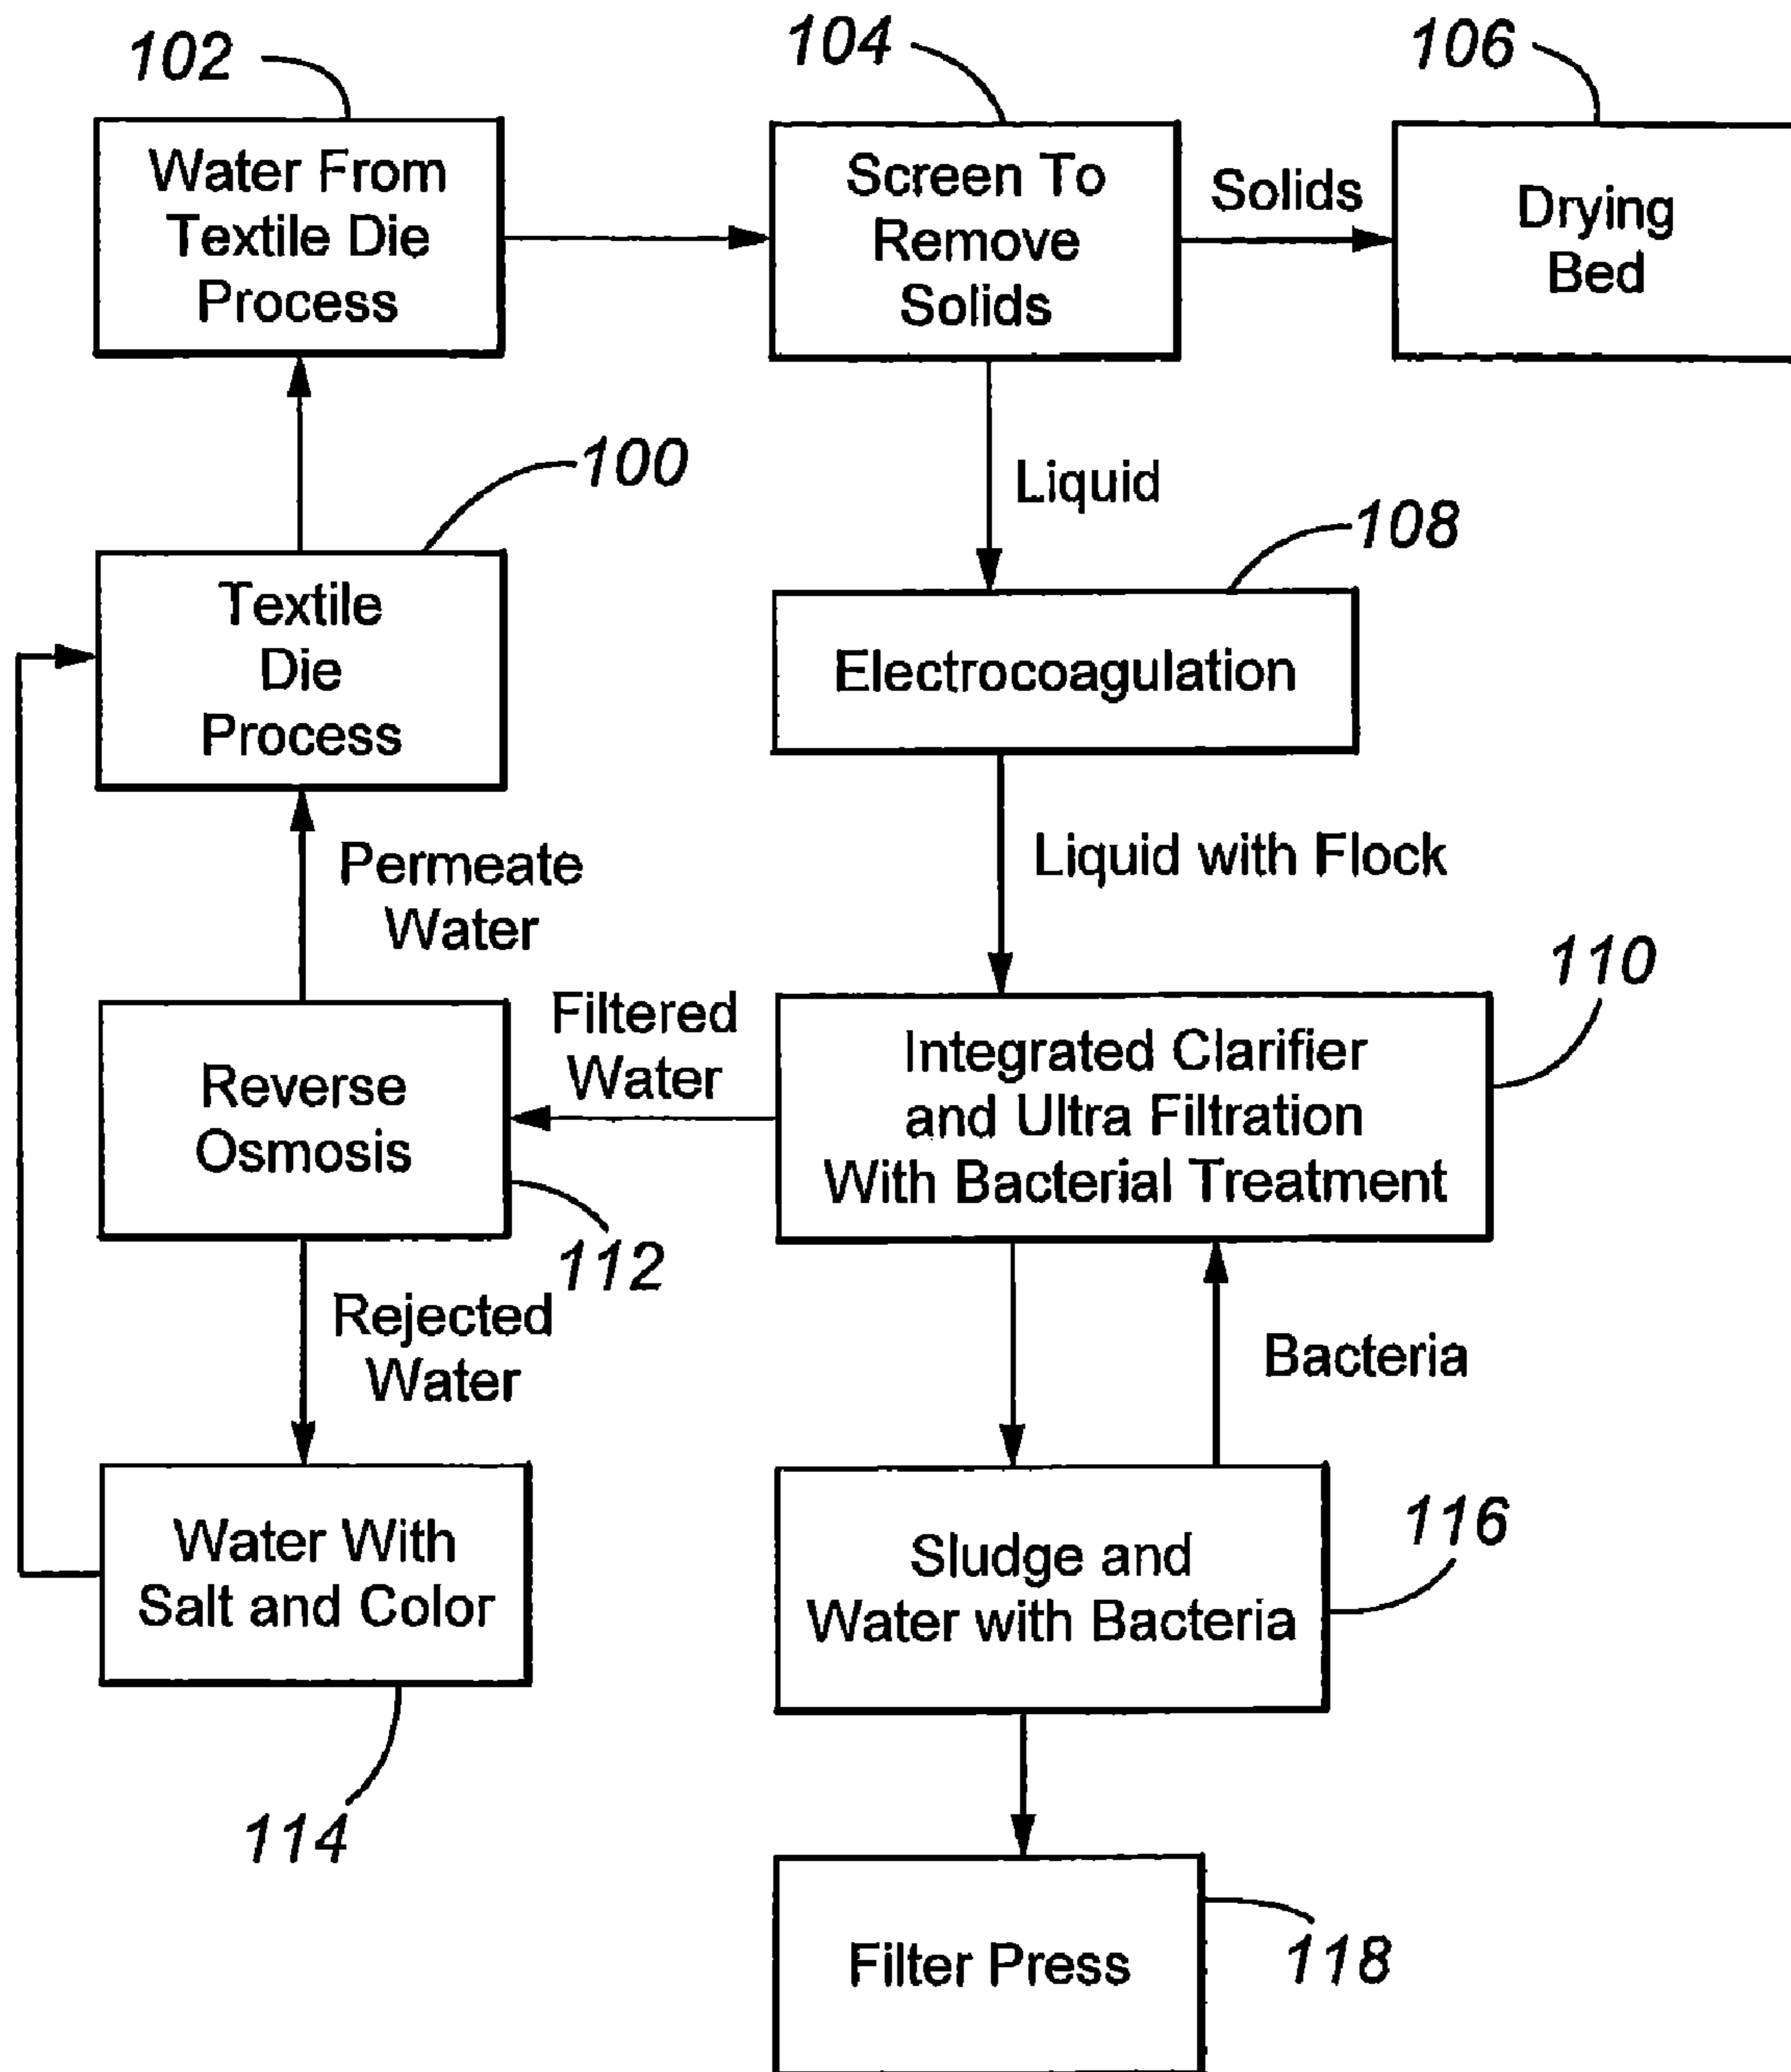 102
104
106
Water From
Textile Die
Process
Screen To
Remove
Solids
Solids
Drying
Bed
100
Liquid
108
Textile
Die
Process
Electrocoagulation
Permeate
Water
Liquid with Flock
110
Reverse
Osmosis
Filtered
Water
Integrated Clarifier
and Ultra Filtration
With Bacterial Treatment
112
Rejected
Water
Bacteria
Water With
Salt and Color
Sludge and
Water with Bacteria
116
114
Filter Press
118